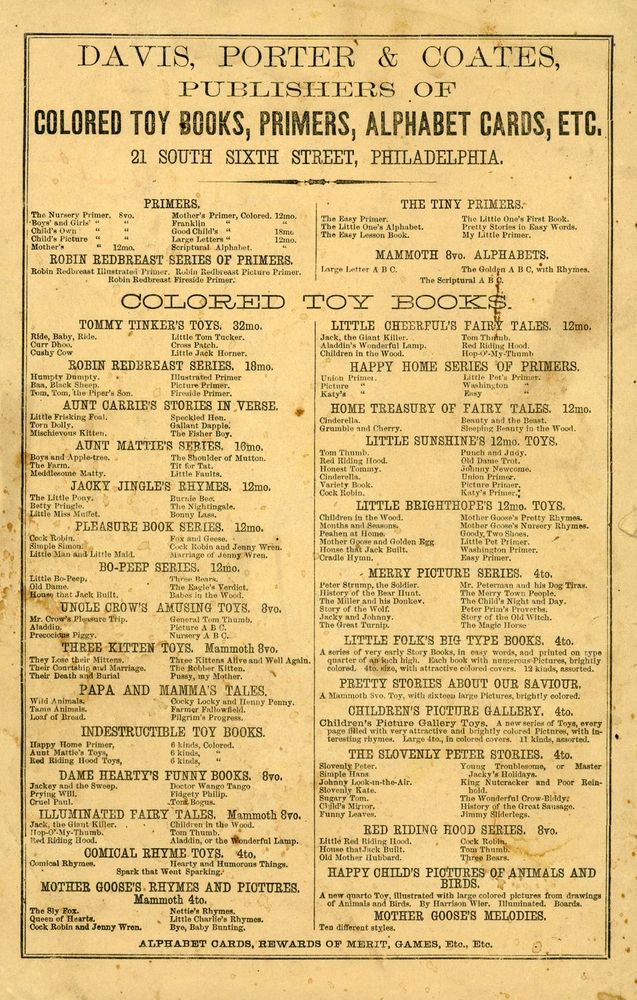 DAVIS, PORTER & COATES,
PUBLISHERS OF
COLORED TOY BOOKS, PRIMERS, ALPHABET CARDS, ETC.
21 SOUTH SIXTH STREET, PHILADELPHIA.
PRIMERS.
The Nursery Primer. 8vo. Mother's Primer, Colored. 12mo.
Boys' and Girls' " " Franklin " "
Child's Own " " Good Child's " 18mo
Child's Picture " " Large Letters " 12mo.
Mother's " 12mo. Scriptural Alphabet. "
ROBIN REDBREAST SERIES OF PRIMERS.
Robin Redbreast Illustrated Primer. Robin Redbreast Picture Primer.
Robin Redbreast Fireside Primer.
THE TINY PRIMERS.
The Easy Primer. The Little One's First Book.
The Little One's Alphabet. Pretty Stories in Easy Words.
The Easy Lesson Book. My Little Primer.
MAMMOTH 8vo. ALPHABETS.
Large Letter A B C. The Golden A B C, with Rhymes.
The Scriptural A B C.
COLORED TOY BOOKS.
TOMMY TINKER'S TOYS. 32mo.
Ride, Baby, Ride. Little Tom Tucker.
Curr Dhoo. Cross Patch.
Cushy Cow Little Jack Horner.
ROBIN REDBREAST SERIES. 18mo.
Humpty Dumpty. Illustrated Primer
Baa, Black Sheep. Picture Primer.
Tom, Tom, the Piper's Son. Fireside Primer.
AUNT CARRIE'S STORIES IN VERSE.
Little Frisking Foal. Speckled Hen.
Torn Dolly. Gallant Dapple.
Mischievous Kitten. The Fisher Boy.
AUNT MATTIE'S SERIES. 16mo.
Boys and Apple-tree. The Shoulder of Mutton.
The Farm. Tit for Tat.
Meddlesome Matty. Little Faults.
JACKY JINGLE'S RHYMES. 12mo.
The Little Pony. Burnie Bee.
Betty Pringle. The Nightingale.
Little Miss Muffet. Bonny Lass.
PLEASURE BOOK SERIES. 12mo.
Cock Robin. Fox and Geese.
Simple Simon. Cock Robin and Jenny Wren.
Little Man and Little Maid. Marriage of Jenny Wren.
BO-PEEP SERIES. 12mo.
Little Bo-Peep. Three Bears.
Old Dame. The Eagle's Verdict.
House that Jack Built. Babes in the Wood.
UNCLE CROW'S AMUSING TOYS. 8vo.
Mr. Crow's Pleasure Trip. General Tom Thumb.
Aladdin. Picture A B C.
Precocious Piggy. Nursery A B C.
THREE KITTEN TOYS. Mammoth 8vo.
They Lose their Mittens. Three Kittens Alive and Well Again.
Their Courtship and Marriage. The Robber Kitten.
Their Death and Burial Pussy, my Mother.
PAPA AND MAMMA'S TALES.
Wild Animals. Cocky Locky and Henny Penny.
Tame Animals. Farmer Fallowfield.
Loaf of Bread. Pilgrim's Progress.
INDESTRUCTIBLE TOY BOOKS.
Happy Home Primer, 6 kinds, Colored.
Aunt Mattie's Toys, 6 kinds, "
Red Riding Hood Toys, 6 kinds, "
DAME HEARTY'S FUNNY BOOKS. 8vo.
Jackey and the Sweep. Doctor Wango Tango
Prying Will. Fidgety Philip.
Cruel Paul. Tom Bogus.
ILLUMINATED FAIRY TALES. Mammoth 8vo.
Jack, the Giant Killer. Children in the Wood.
Hop-O'-My-Thumb. Tom Thumb.
Red Riding Hood. Aladdin, or the Wonderful Lamp.
COMICAL RHYME TOYS. 4to.
Comical Rhymes. Hearty and Humorous Things.
Spark that Went Sparking.
MOTHER GOOSE'S RHYMES AND PICTURES.
Mammoth 4to.
The Sly Fox. Nettie's Rhymes.
Queen of Hearts. Little Charlie's Rhymes.
Cock Robin and Jenny Wren. Bye, Baby Bunting.
LITTLE CHEERFUL'S FAIRY TALES. 12mo.
Jack, the Giant Killer. Tom Thumb.
Aladdin's Wonderful Lamp. Red Riding Hood.
Children in the Wood. Hop-O'-My-Thumb
HAPPY HOME SERIES OF PRIMERS.
Union Primer. Little Pet's Primer.
Picture " Washington "
Katy's " Easy "
HOME TREASURY OF FAIRY TALES. 12mo.
Cinderella. Beauty and the Beast.
Grumble and Cherry. Sleeping Beauty in the Wood.
LITTLE SUNSHINE'S 12mo. TOYS.
Tom Thumb. Punch and Judy.
Red Riding Hood. Old Dame Trot.
Honest Tommy. Johnny Newcome.
Cinderella. Union Primer.
Variety Book. Picture Primer.
Cock Robin. Katy's Primer.
LITTLE BRIGHTHOPE'S 12mo. TOYS.
Children in the Wood. Mother Goose's Pretty Rhymes.
Months and Seasons. Mother Goose's Nursery Rhymes.
Peahen at Home. Goody, Two Shoes.
Mother Goose and Golden Egg Little Pet Primer.
House that Jack Built. Washington Primer.
Cradle Hymn. Easy Primer.
MERRY PICTURE SERIES. 4to.
Peter Strump, the Soldier. Mr. Peterman and his Dog Tiras.
History of the Bear Hunt. The Merry Town People.
The Miller and his Donkey. The Child's Night and Day.
Story of the Wolf. Peter Prim's Proverbs.
Jacky and Johnny. Story of the Old Witch.
The Great Turnip. The Magic Horse
LITTLE FOLK'S BIG TYPE BOOKS. 4to.
A series of very early Story Books, in easy words, and printed on type
quarter of an inch high. Each book with numerous Pictures, brightly
colored. 4to. size, with attractive colored covers. 12 kinds, assorted.
PRETTY STORIES ABOUT OUR SAVIOUR.
A Mammoth 8vo. Toy, with sixteen large Pictures, brightly colored.
CHILDREN'S PICTURE GALLERY. 4to.
Children's Picture Gallery Toys. A new series of Toys, every
page filled with very attractive and brightly colored Pictures, with in-
teresting rhymes. Large 4to., in colored covers. 11 kinds, assorted.
THE SLOVENLY PETER STORIES. 4to.
Slovenly Peter. Young Troublesome, or Master
Simple Hans Jacky's Holidays.
Johnny Look-in-the-Air. King Nutcracker and Poor Rein-
Slovenly Kate. hold.
Sugary Tom. The Wonderful Crow-Biddy.
Child's Mirror. History of the Great Sausage.
Funny Leaves. Jimmy Sliderlegs.
RED RIDING HOOD SERIES. 8vo.
Little Red Riding Hood. Cock Robin.
House that Jack Built. Tom Thumb.
Old Mother Hubbard. Three Bears.
HAPPY CHILD'S PICTURES OF ANIMALS AND
BIRDS.
A new quarto Toy, illustrated with large colored pictures from drawings
of Animals and Birds. By Harrison Wier. Illuminated. Boards.
MOTHER GOOSE'S MELODIES.
Ten different styles.
ALPHABET CARDS, REWARDS OF MERIT, GAMES, Etc., Etc.